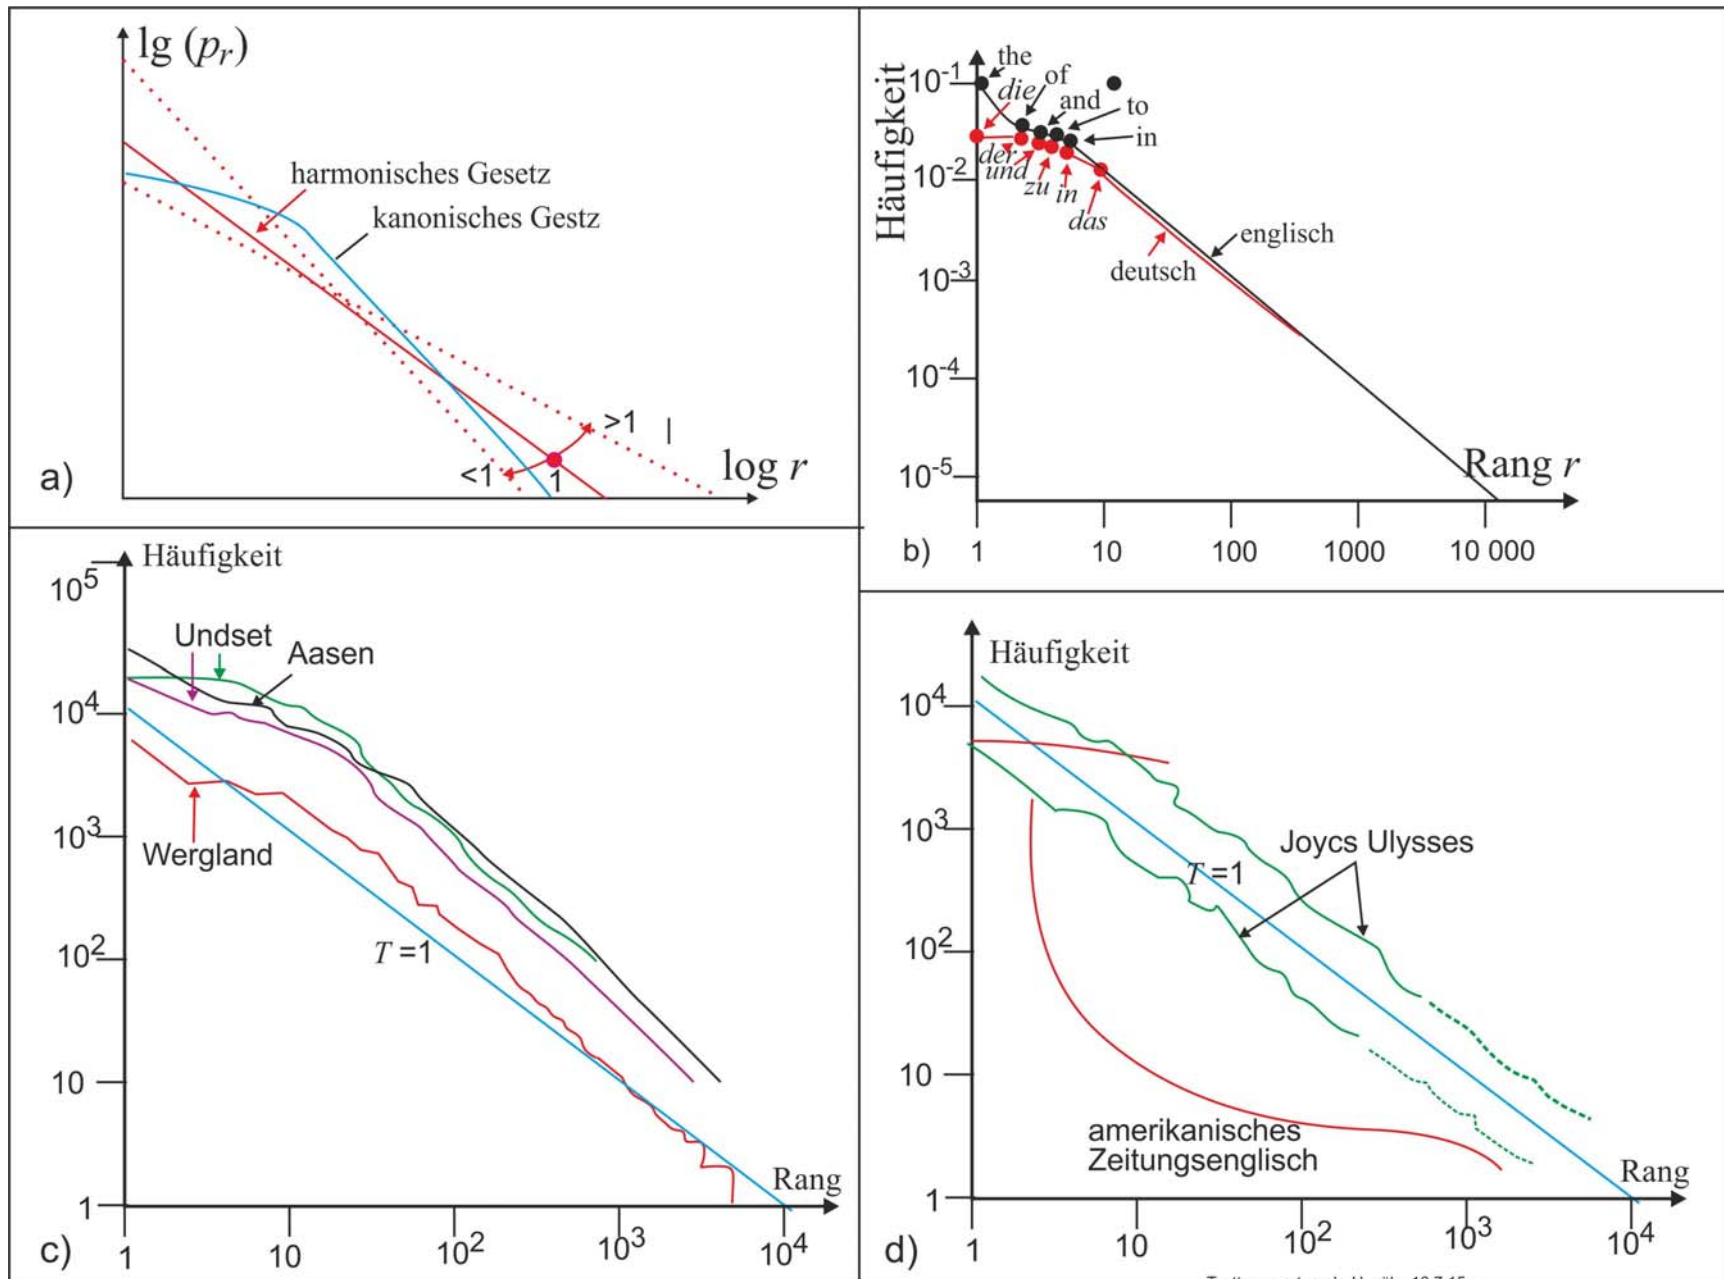 lg (pr)
harmonisches Gesetz
kanonisches Gestz
>1 |
<1
1
log r
a)
Häufigkeit
10-1
10-2
10-3
10-4
10-5
the
of
die
and
to
in
der
und
zu
in
das
englisch
deutsch
Rang r
1 10 100 1000 10 000
b)
Häufigkeit
105
104
103
102
10
1
Undset
Aasen
Wergland
T =1
Rang
1 10 102 103 104
c)
Häufigkeit
104
103
102
10
1
Joycs Ulysses
T =1
amerikanisches
Zeitungsenglisch
Rang
1 10 102 103 104
d)